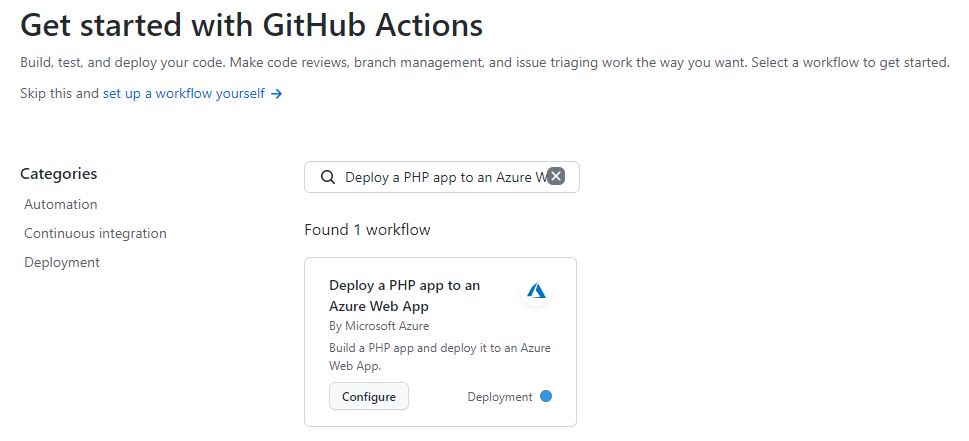 Get started with GitHub Actions
Build, test, and deploy your code. Make code reviews, branch management, and issue triaging work the way you want. Select a workflow to get started.
Skip this and set up a workflow yourself →
Categories
Automation
Continuous integration
Deployment
Deploy a PHP app to an Azure W
Found 1 workflow
Deploy a PHP app to an
Azure Web App
By Microsoft Azure
Build a PHP app and deploy it to an Azure
Web App.
Configure
Deployment